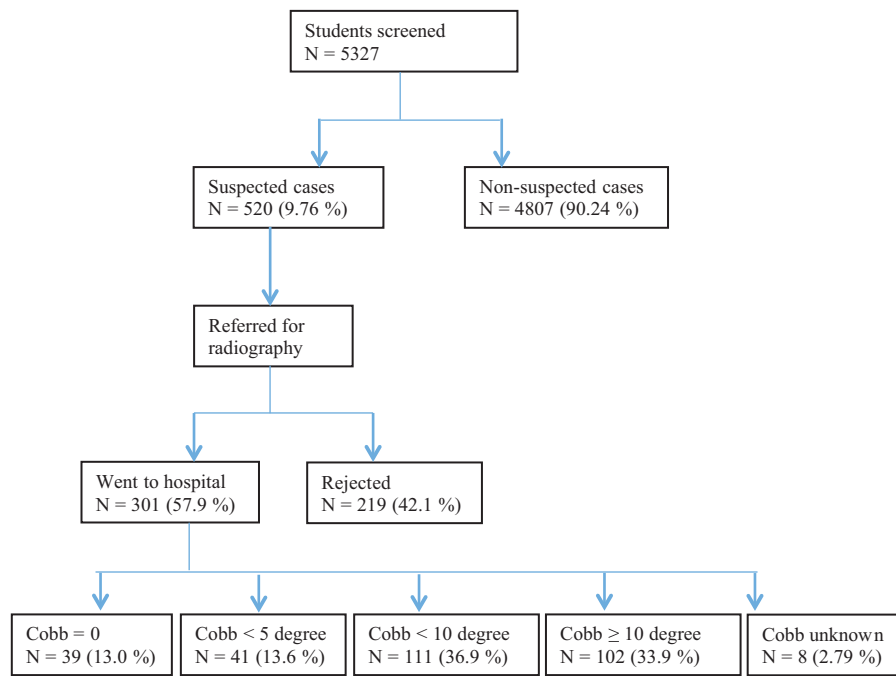 Students screened
N = 5327
Suspected cases
N = 520 (9.76 %)
Non-suspected cases
N = 4807 (90.24 %)
Referred for
radiography
Went to hospital
N = 301 (57.9 %)
Rejected
N = 219 (42.1 %)
Cobb = 0
N = 39 (13.0 %)
Cobb < 5 degree
N = 41 (13.6 %)
Cobb < 10 degree
N = 111 (36.9 %)
Cobb ≥ 10 degree
N = 102 (33.9 %)
Cobb unknown
N = 8 (2.79 %)